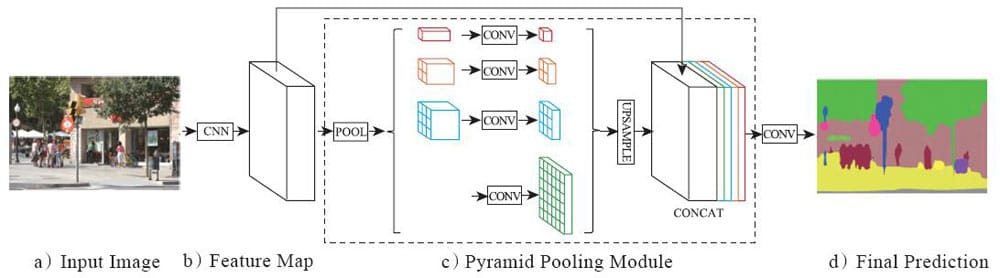 CONV
CONV
CNN
POOL
CONV
UPSAMPLE
CONV
CONV
CONCAT
a) Input Image
b) Feature Map
c) Pyramid Pooling Module
d) Final Prediction